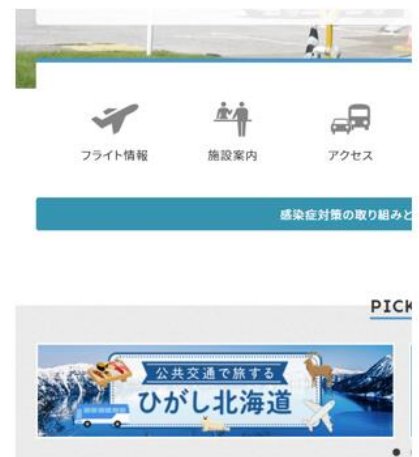 フライト情報
施設案内
アクセス
感染症対策の取り組みと
PICK
公共交通で旅する
ひがし北海道